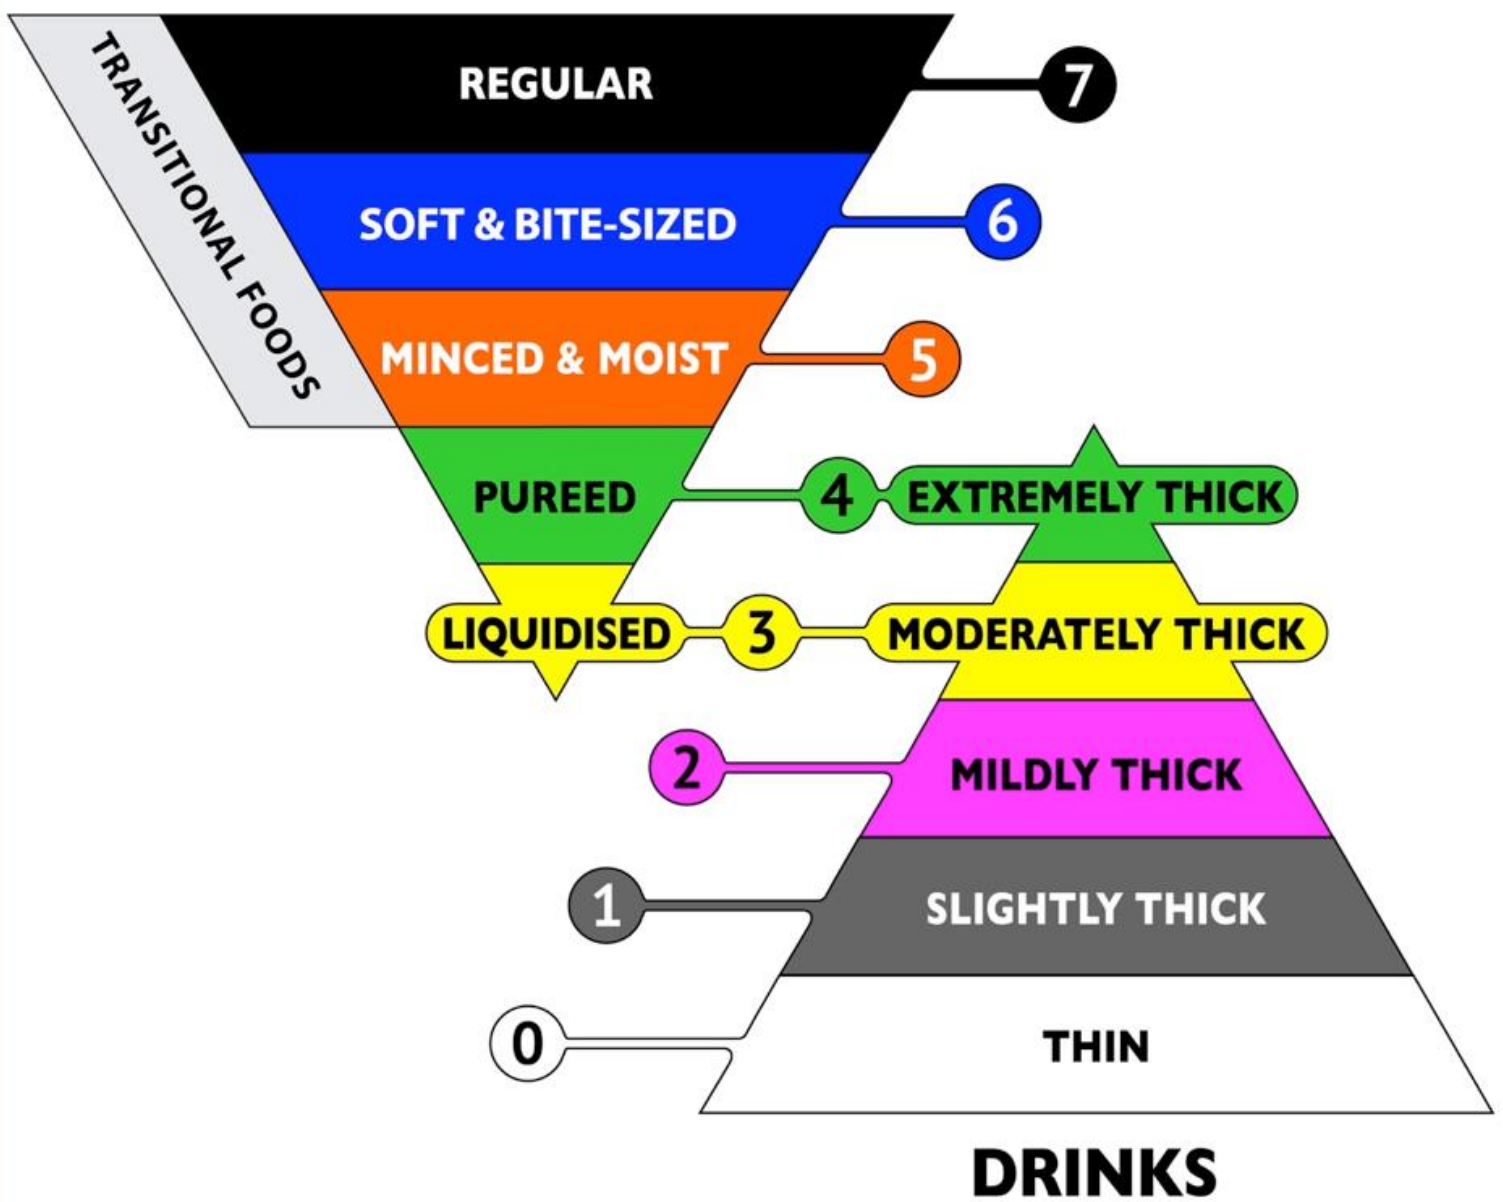 TRANSITIONAL FOODS
REGULAR
7
SOFT & BITE-SIZED
6
MINCED & MOIST
5
PUREED
4
EXTREMELY THICK
LIQUIDISED
3
MODERATELY THICK
2
MILDLY THICK
1
SLIGHTLY THICK
0
THIN
DRINKS